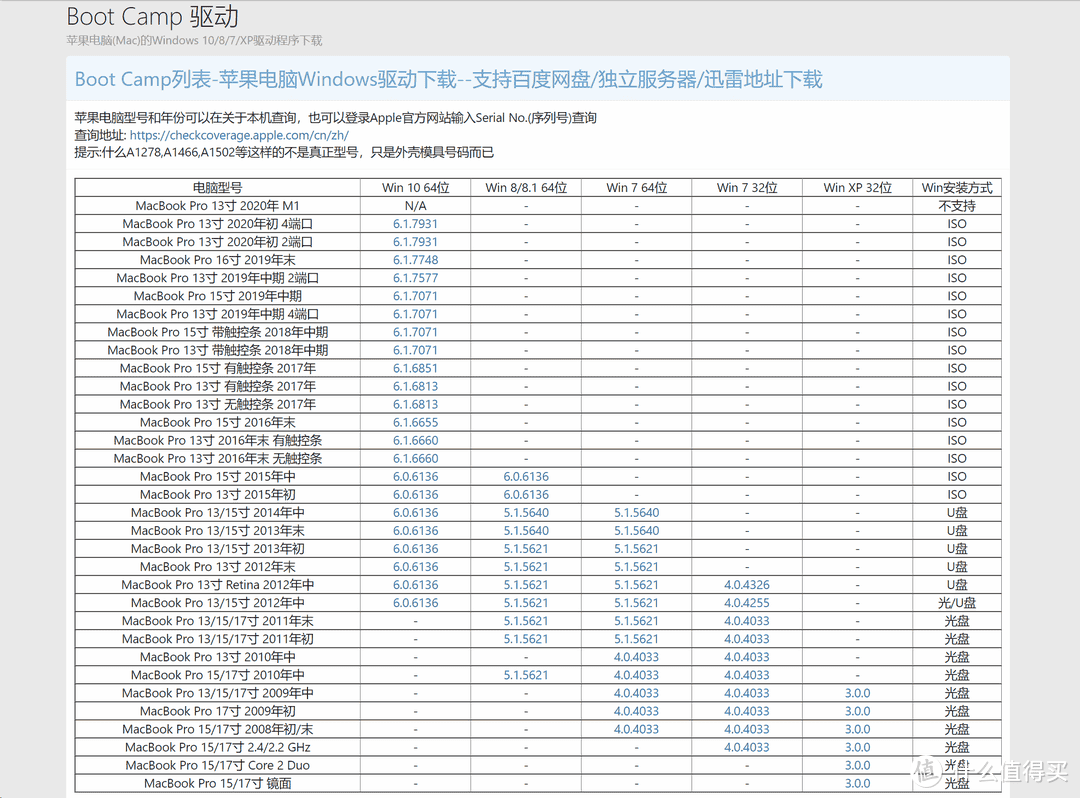 Boot Camp 驱动
苹果电脑(Mac)的Windows 10/8/7/XP驱动程序下载
Boot Camp列表-苹果电脑Windows驱动下载--支持百度网盘/独立服务器/迅雷地址下载
苹果电脑型号和年份可以在关于本机查询，也可以登录Apple官方网站输入Serial No.(序列号)查询
查询地址: https://checkcoverage.apple.com/cn/zh/
提示:什么A1278,A1466,A1502等这样的不是真正型号，只是外壳模具号码而已
电脑型号 Win 10 64位 Win 8/8.1 64位 Win 7 64位 Win 7 32位 Win XP 32位 Win安装方式
MacBook Pro 13寸 2020年 M1 N/A - - - - 不支持
MacBook Pro 13寸 2020年初 4端口 6.1.7931 - - - - ISO
MacBook Pro 13寸 2020年初 2端口 6.1.7931 - - - - ISO
MacBook Pro 16寸 2019年末 6.1.7748 - - - - ISO
MacBook Pro 13寸 2019年中期 2端口 6.1.7577 - - - - ISO
MacBook Pro 15寸 2019年中期 6.1.7071 - - - - ISO
MacBook Pro 13寸 2019年中期 4端口 6.1.7071 - - - - ISO
MacBook Pro 15寸 带触控条 2018年中期 6.1.7071 - - - - ISO
MacBook Pro 13寸 带触控条 2018年中期 6.1.7071 - - - - ISO
MacBook Pro 15寸 有触控条 2017年 6.1.6851 - - - - ISO
MacBook Pro 13寸 有触控条 2017年 6.1.6813 - - - - ISO
MacBook Pro 13寸 无触控条 2017年 6.1.6813 - - - - ISO
MacBook Pro 15寸 2016年末 6.1.6655 - - - - ISO
MacBook Pro 13寸 2016年末 有触控条 6.1.6660 - - - - ISO
MacBook Pro 13寸 2016年末 无触控条 6.1.6660 - - - - ISO
MacBook Pro 15寸 2015年中 6.0.6136 6.0.6136 - - - ISO
MacBook Pro 13寸 2015年初 6.0.6136 6.0.6136 - - - ISO
MacBook Pro 13/15寸 2014年中 6.0.6136 5.1.5640 5.1.5640 - - U盘
MacBook Pro 13/15寸 2013年末 6.0.6136 5.1.5640 5.1.5640 - - U盘
MacBook Pro 13/15寸 2013年初 6.0.6136 5.1.5621 5.1.5621 - - U盘
MacBook Pro 13寸 2012年末 6.0.6136 5.1.5621 5.1.5621 - - U盘
MacBook Pro 13寸 Retina 2012年中 6.0.6136 5.1.5621 5.1.5621 4.0.4326 - U盘
MacBook Pro 13/15寸 2012年中 6.0.6136 5.1.5621 5.1.5621 4.0.4255 - 光/U盘
MacBook Pro 13/15/17寸 2011年末 - 5.1.5621 5.1.5621 4.0.4033 - 光盘
MacBook Pro 13/15/17寸 2011年初 - 5.1.5621 5.1.5621 4.0.4033 - 光盘
MacBook Pro 13寸 2010年中 - - 4.0.4033 4.0.4033 - 光盘
MacBook Pro 15/17寸 2010年中 - 5.1.5621 4.0.4033 4.0.4033 - 光盘
MacBook Pro 13/15/17寸 2009年中 - - 4.0.4033 4.0.4033 3.0.0 光盘
MacBook Pro 17寸 2009年初 - - 4.0.4033 4.0.4033 3.0.0 光盘
MacBook Pro 15/17寸 2008年初/末 - - 4.0.4033 4.0.4033 3.0.0 光盘
MacBook Pro 15/17寸 2.4/2.2 GHz - - - 4.0.4033 3.0.0 光盘
MacBook Pro 15/17寸 Core 2 Duo - - - - 3.0.0 光盘
MacBook Pro 15/17寸 镜面 - - - - 3.0.0 光盘
值 什么值得买